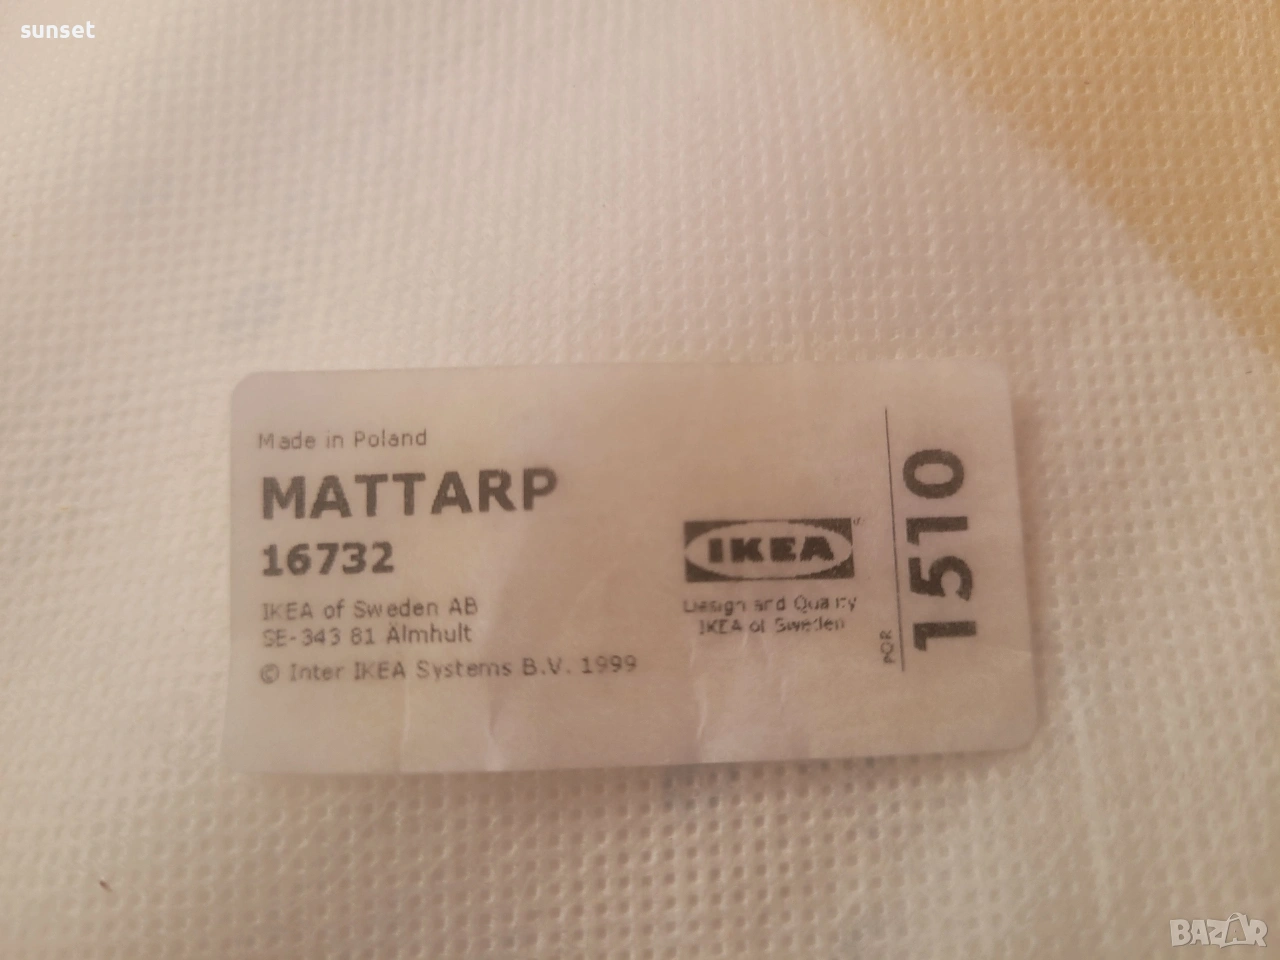 sunset
Made in Poland
MATTARP
16732
IKEA of Sweden AB
SE-343 81 Älmhult
© Inter IKEA Systems B.V. 1999
IKEA
Design and Quality
IKEA of Sweden
1510
BAZAR